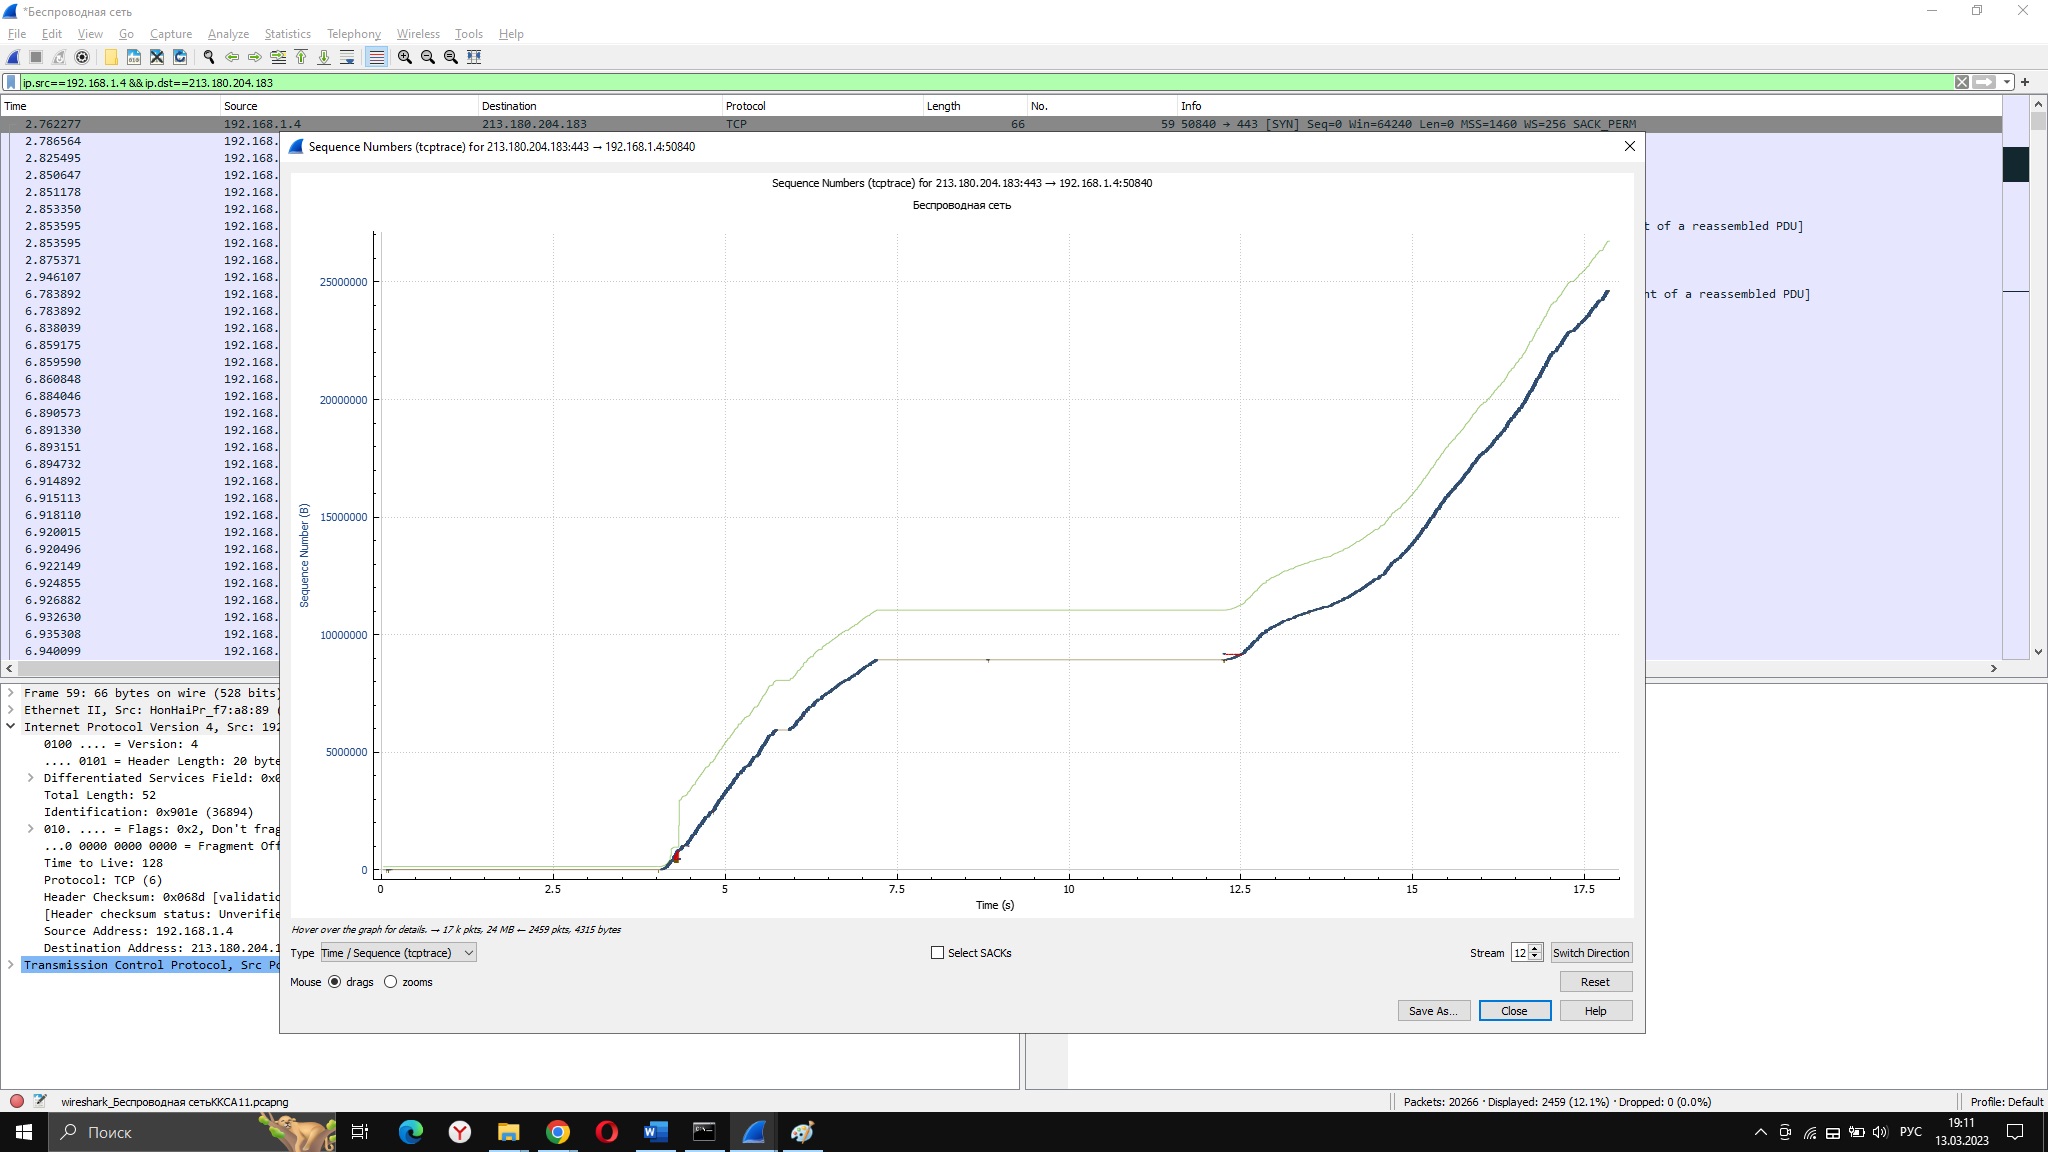 *Беспроводная сеть
File Edit View Go Capture Analyze Statistics Telephony Wireless Tools Help
ip.src==192.168.1.4 && ip.dst==213.180.204.183
Time Source Destination Protocol Length No. Info
2.762277 192.168.1.4 213.180.204.183 TCP 66 59 50840 → 443 [SYN] Seq=0 Win=64240 Len=0 MSS=1460 WS=256 SACK_PERM
2.786564 192.168.
2.825495 192.168.
2.850647 192.168.
2.851178 192.168.
2.853350 192.168.
2.853595 192.168. t of a reassembled PDU]
2.853595 192.168.
2.875371 192.168.
2.946107 192.168.
6.783892 192.168. nt of a reassembled PDU]
6.783892 192.168.
6.838039 192.168.
6.859175 192.168.
6.859590 192.168.
6.860848 192.168.
6.884046 192.168.
6.890573 192.168.
6.891330 192.168.
6.893151 192.168.
6.894732 192.168.
6.914892 192.168.
6.915113 192.168.
6.918110 192.168.
6.920015 192.168.
6.920496 192.168.
6.922149 192.168.
6.924855 192.168.
6.926882 192.168.
6.932630 192.168.
6.935308 192.168.
6.940099 192.168.
Sequence Numbers (tcptrace) for 213.180.204.183:443 → 192.168.1.4:50840
Sequence Numbers (tcptrace) for 213.180.204.183:443 → 192.168.1.4:50840
Беспроводная сеть
Sequence Number (B)
25000000
20000000
15000000
10000000
5000000
0
0 2.5 5 7.5 10 12.5 15 17.5
Time (s)
Hover over the graph for details. → 17 k pkts, 24 MB ← 2459 pkts, 4315 bytes
Type Time / Sequence (tcptrace) Select SACKs Stream 12 Switch Direction
Mouse drags zooms Reset
Save As... Close Help
Frame 59: 66 bytes on wire (528 bits)
Ethernet II, Src: HonHaiPr_f7:a8:89 (
Internet Protocol Version 4, Src: 192
0100 .... = Version: 4
.... 0101 = Header Length: 20 byte
Differentiated Services Field: 0x0
Total Length: 52
Identification: 0x901e (36894)
010. .... = Flags: 0x2, Don't frag
...0 0000 0000 0000 = Fragment Off
Time to Live: 128
Protocol: TCP (6)
Header Checksum: 0x068d [validatio
[Header checksum status: Unverifie
Source Address: 192.168.1.4
Destination Address: 213.180.204.1
Transmission Control Protocol, Src Po
wireshark_Беспроводная сетьKKCA11.pcapng Packets: 20266 · Displayed: 2459 (12.1%) · Dropped: 0 (0.0%) Profile: Default
Поиск РУС 19:11
13.03.2023